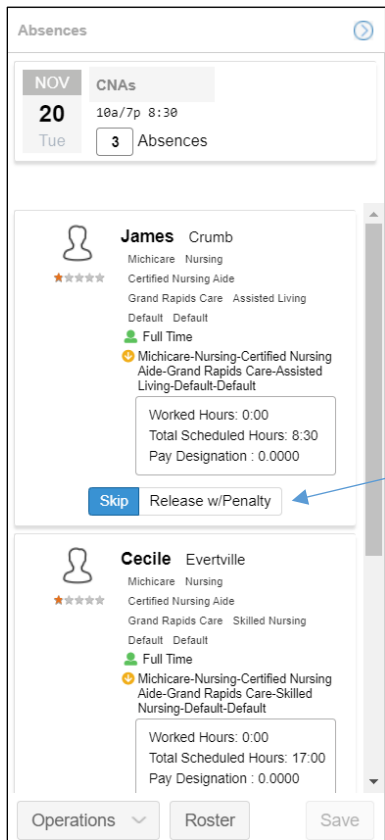 Absences
NOV
CNAs
20
10a/7p 8:30
Tue
3 Absences
James Crumb
Michicare Nursing
Certified Nursing Aide
Grand Rapids Care Assisted Living
Default Default
Full Time
Michicare-Nursing-Certified Nursing
Aide-Grand Rapids Care-Assisted
Living-Default-Default
Worked Hours: 0:00
Total Scheduled Hours: 8:30
Pay Designation : 0.0000
Skip Release w/Penalty
Cecile Evertville
Michicare Nursing
Certified Nursing Aide
Grand Rapids Care Skilled Nursing
Default Default
Full Time
Michicare-Nursing-Certified Nursing
Aide-Grand Rapids Care-Skilled
Nursing-Default-Default
Worked Hours: 0:00
Total Scheduled Hours: 17:00
Pay Designation : 0.0000
Operations Roster Save